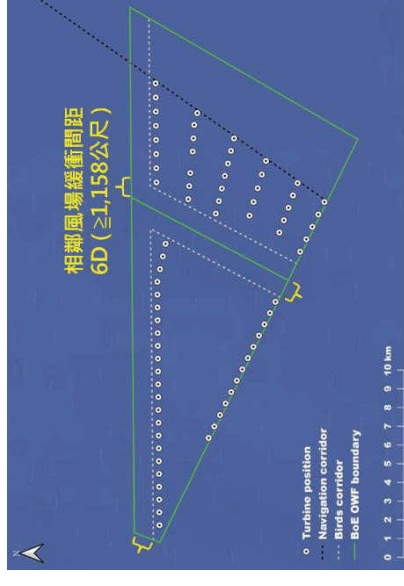 N
相鄰風場緩衝間距
6D (≧1,158公尺)
Turbine position
Navigation corridor
Birds corridor
BoE OWF boundary
0 1 2 3 4 5 6 7 8 9 10 km